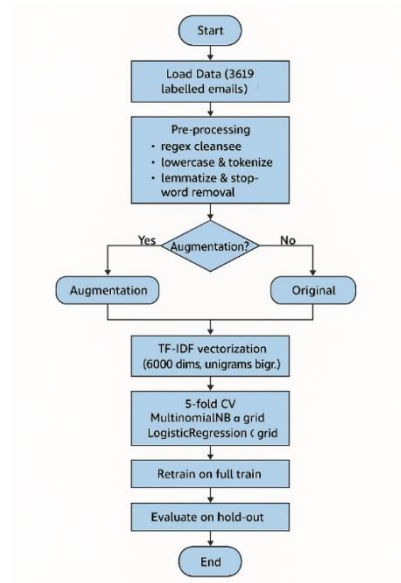 Start
Load Data (3619
labelled emails)
Pre-processing
• regex cleansee
• lowercase & tokenize
• lemmatize & stop-
word removal
Yes
Augmentation?
No
Augmentation
Original
TF-IDF vectorization
(6000 dims, unigrams bigr.)
5-fold CV
MultinomialNB α grid
LogisticRegression ( grid
Retrain on full train
Evaluate on hold-out
End